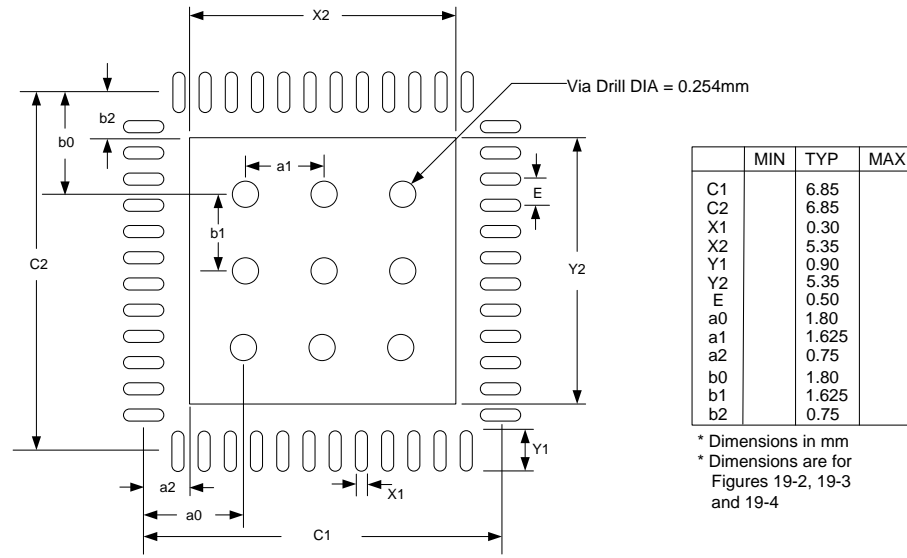 X2
Via Drill DIA = 0.254mm
b2
b0
a1
E
b1
C2
Y2
Y1
X1
a2
a0
C1
MIN TYP MAX
C1 6.85
C2 6.85
X1 0.30
X2 5.35
Y1 0.90
Y2 5.35
E 0.50
a0 1.80
a1 1.625
a2 0.75
b0 1.80
b1 1.625
b2 0.75
* Dimensions in mm
* Dimensions are for
Figures 19-2, 19-3
and 19-4